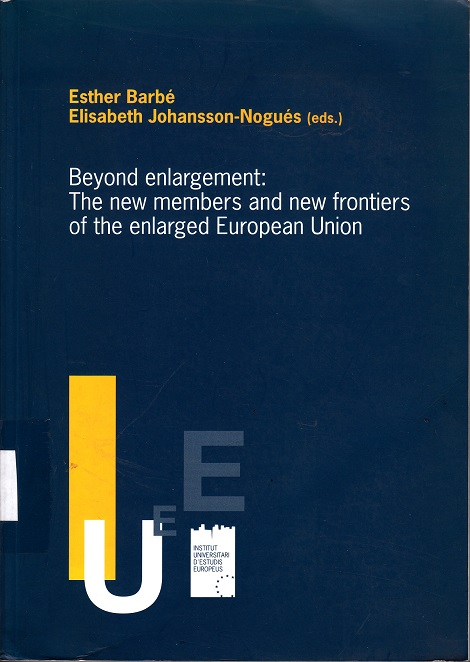 Esther Barbé
Elisabeth Johansson-Nogués (eds.)
Beyond enlargement:
The new members and new frontiers
of the enlarged European Union
I
U
E
E
INSTITUT
UNIVERSITARI
D'ESTUDIS
EUROPEUS